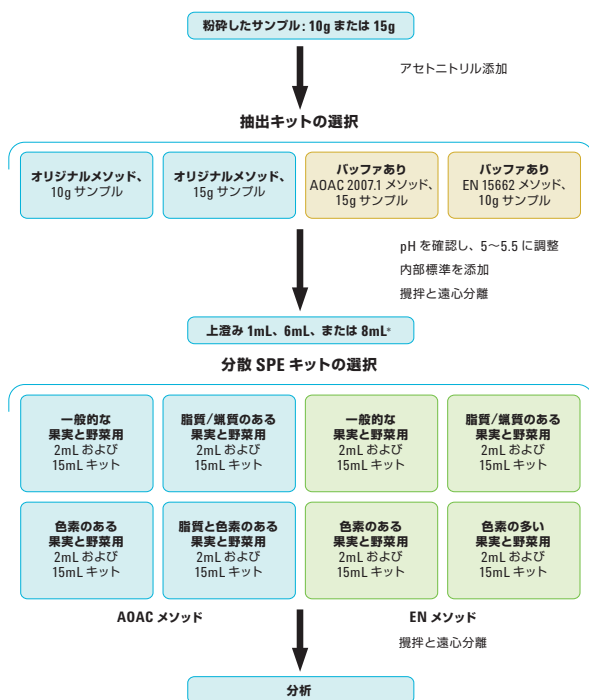 粉砕したサンプル: 10g または 15g
アセトニトリル添加
抽出キットの選択
オリジナルメソッド、
10g サンプル
オリジナルメソッド、
15g サンプル
バッファあり
AOAC 2007.1 メソッド、
15g サンプル
バッファあり
EN 15662 メソッド、
10g サンプル
pH を確認し、5〜5.5 に調整
内部標準を添加
攪拌と遠心分離
上澄み 1mL、6mL、または 8mL*
分散 SPE キットの選択
一般的な
果実と野菜用
2mL および
15mL キット
脂質/蝋質のある
果実と野菜用
2mL および
15mL キット
一般的な
果実と野菜用
2mL および
15mL キット
脂質/蝋質のある
果実と野菜用
2mL および
15mL キット
色素のある
果実と野菜用
2mL および
15mL キット
脂質と色素のある
果実と野菜用
2mL および
15mL キット
色素のある
果実と野菜用
2mL および
15mL キット
色素の多い
果実と野菜用
2mL および
15mL キット
AOAC メソッド
EN メソッド
攪拌と遠心分離
分析